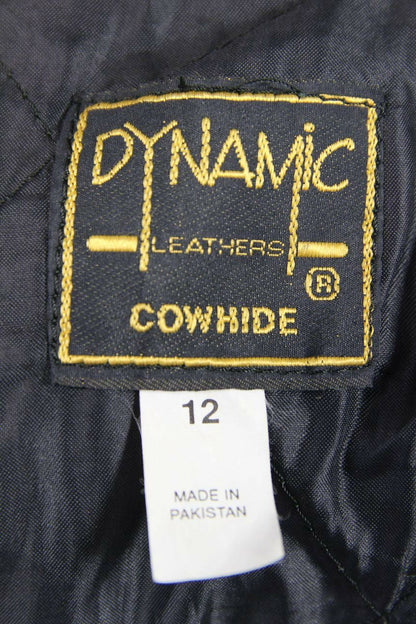 DYNAMIC
LEATHERS
®
COWHIDE
12
MADE IN
PAKISTAN